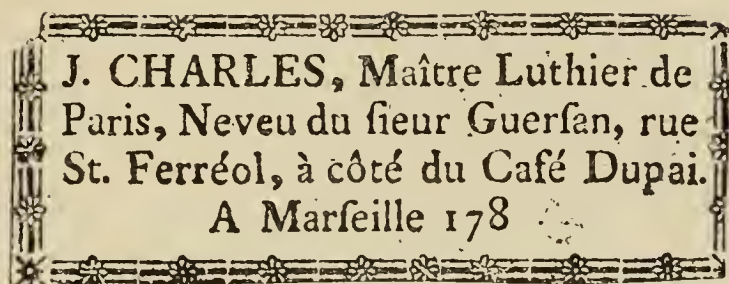 J. CHARLES, Maître Luthier de
Paris, Neveu du ſieur Guerſan, rue
St. Ferréol, à côté du Café Dupai.
A Marſeille 178